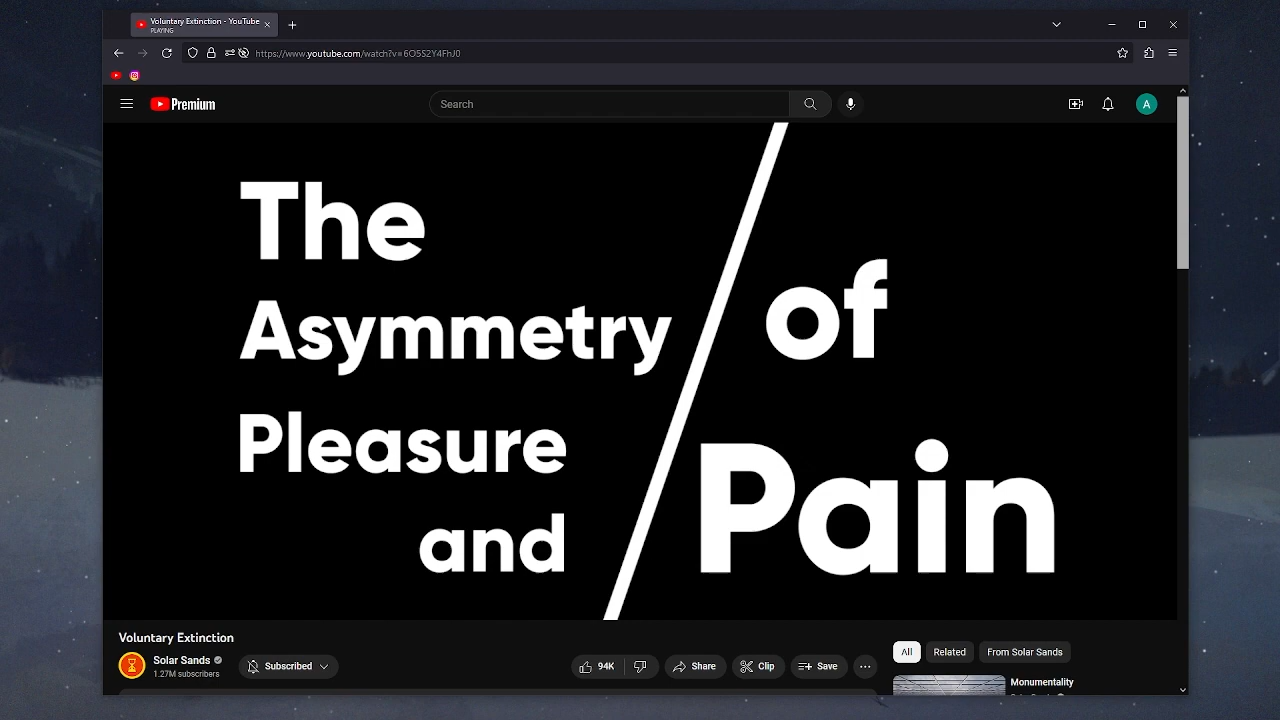 Voluntary Extinction - YouTube
PLAYING
https://www.youtube.com/watch?v=6O5S2Y4FhJ0
Premium
Search
A
The
Asymmetry
of
Pleasure
and
Pain
Voluntary Extinction
Solar Sands
1.27M subscribers
Subscribed
94K
Share
Clip
Save
All
Related
From Solar Sands
Monumentality